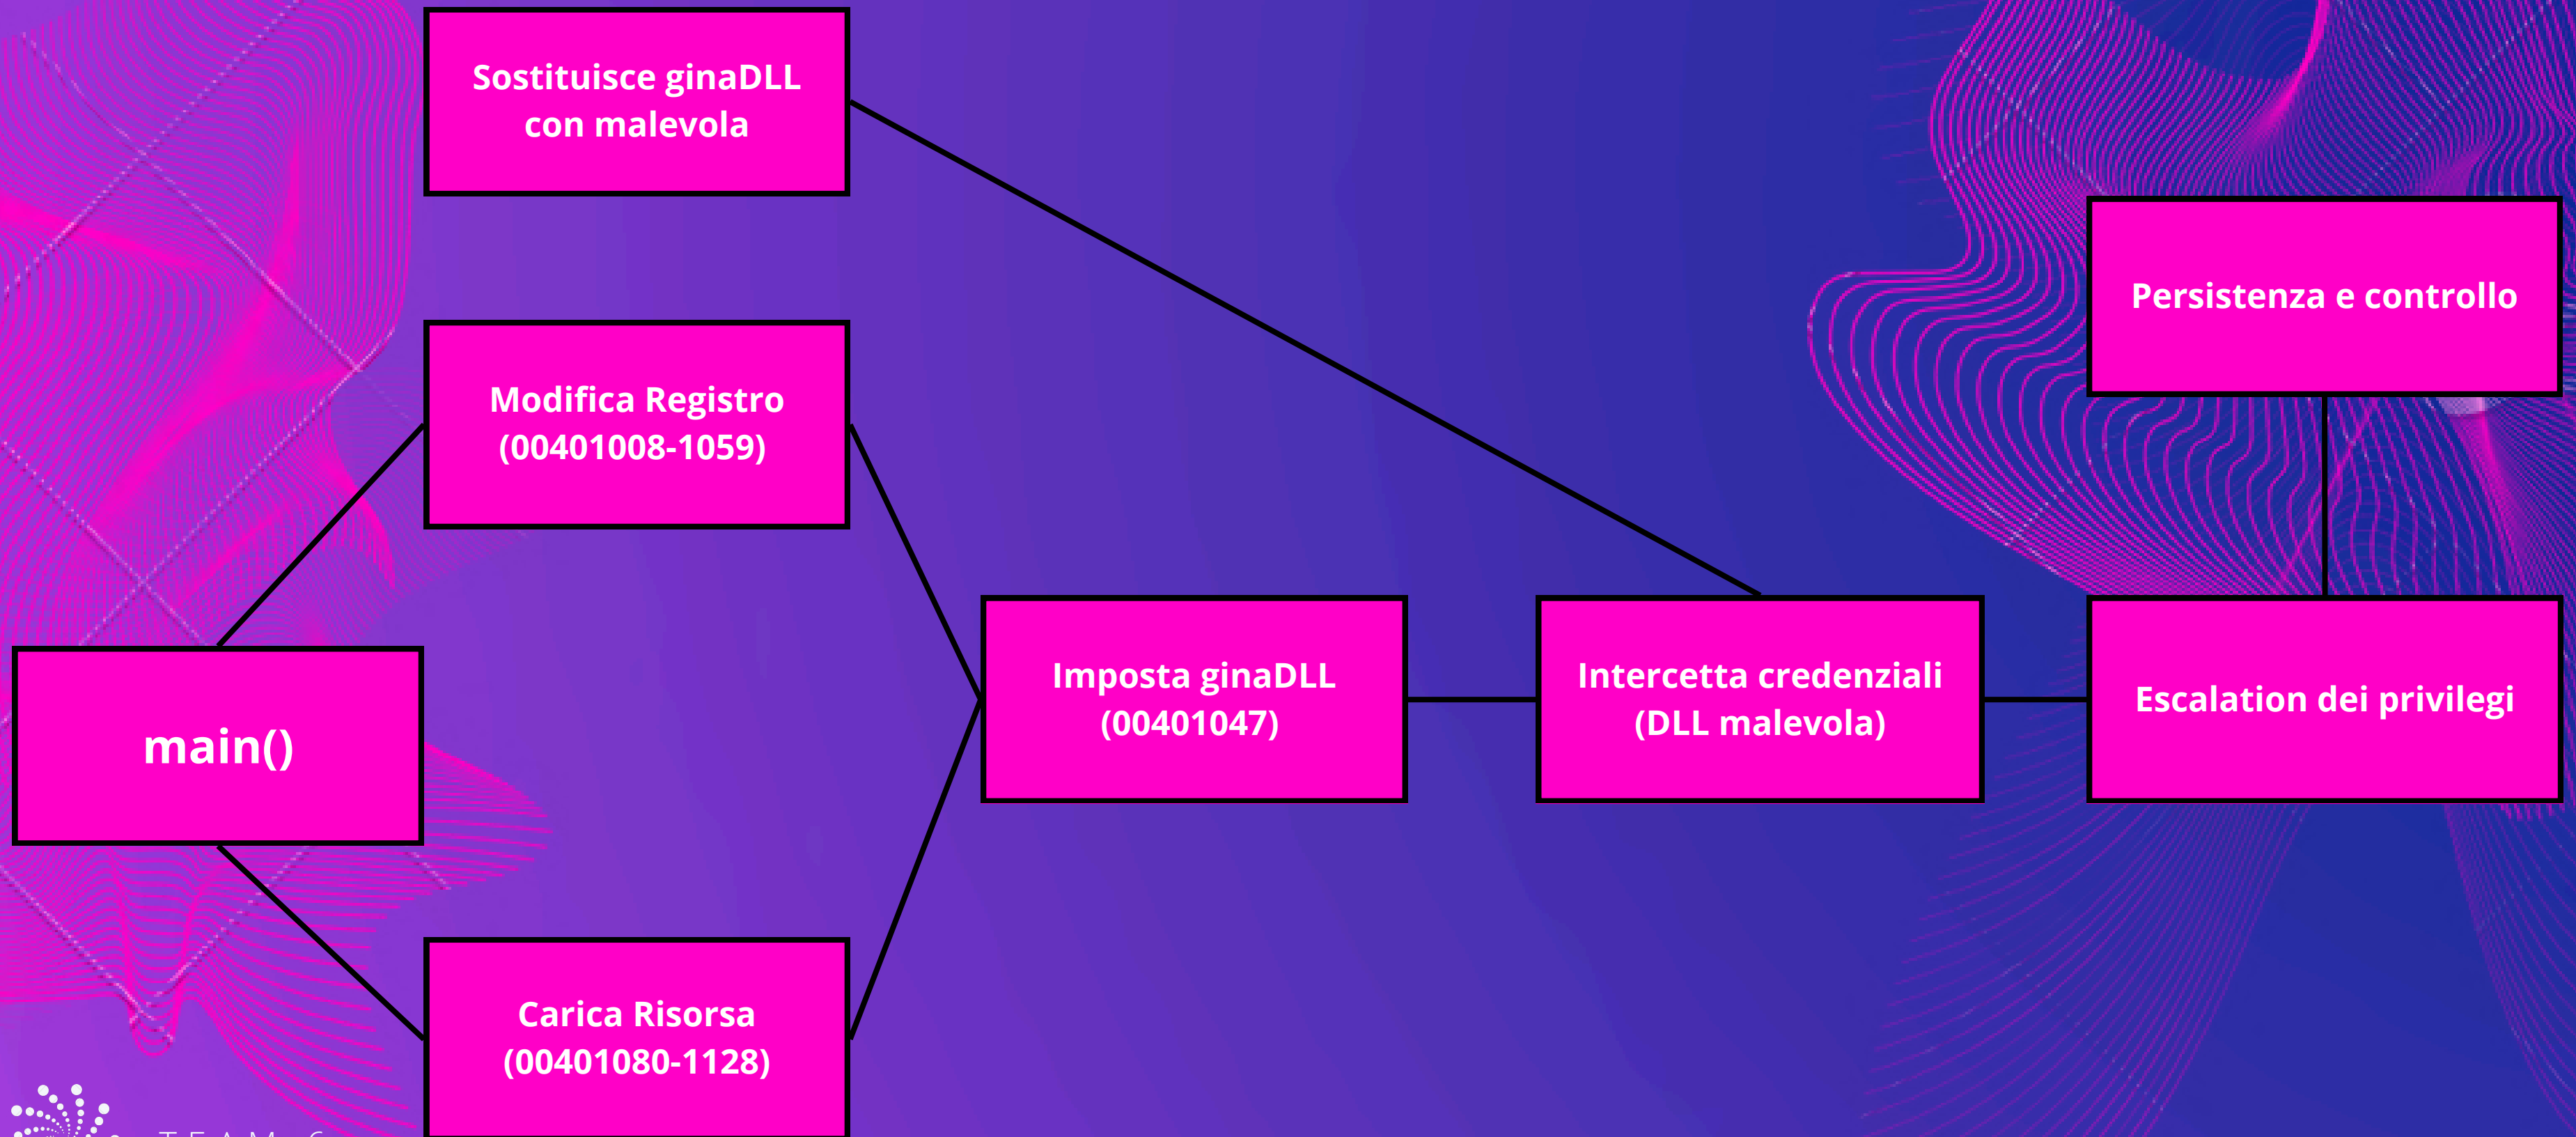 Sostituisce ginaDLL
con malevola
Modifica Registro
(00401008-1059)
main()
Carica Risorsa
(00401080-1128)
Imposta ginaDLL
(00401047)
Intercetta credenziali
(DLL malevola)
Persistenza e controllo
Escalation dei privilegi